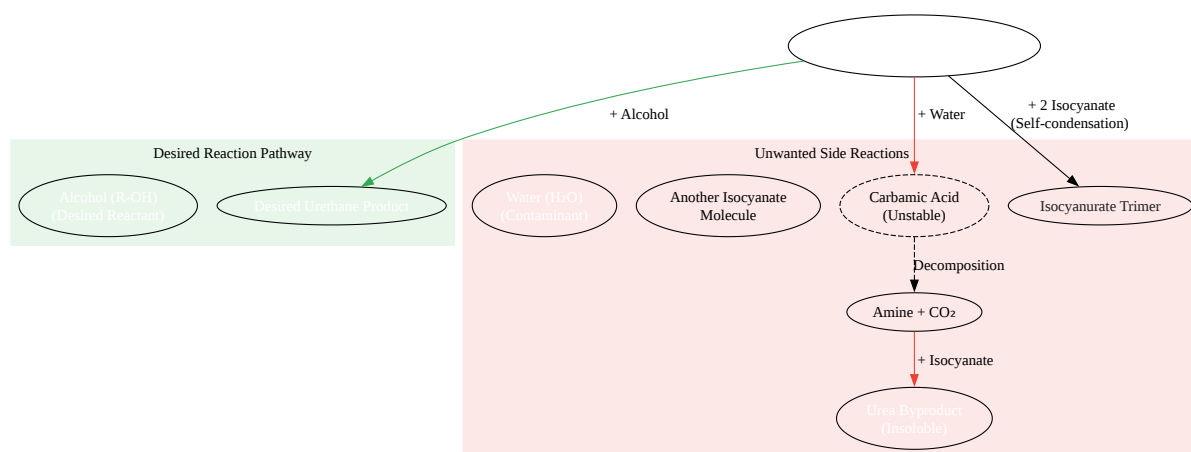 + Alcohol
+ Water
+ 2 Isocyanate
(Self-condensation)
Desired Reaction Pathway
Unwanted Side Reactions
Alcohol (R-OH)
(Desired Reactant)
Desired Urethane Product
Water (H₂O)
(Contaminant)
Another Isocyanate
Molecule
Carbamic Acid
(Unstable)
Isocyanurate Trimer
Decomposition
Amine + CO₂
+ Isocyanate
Urea Byproduct
(Insoluble)